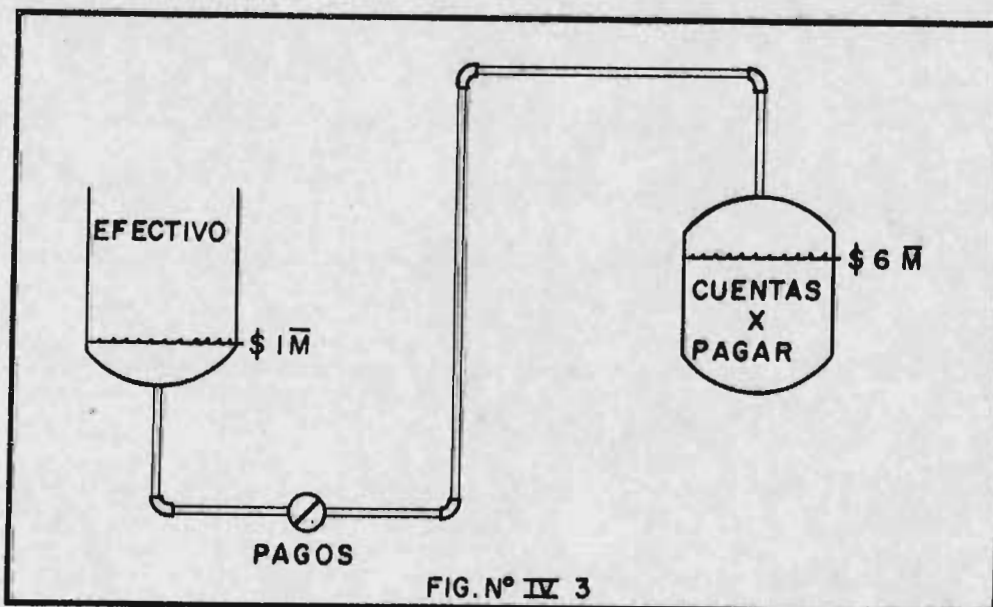 EFECTIVO
$ 1 M̅
$ 6 M̅
CUENTAS
X
PAGAR
PAGOS
FIG. Nº IV 3